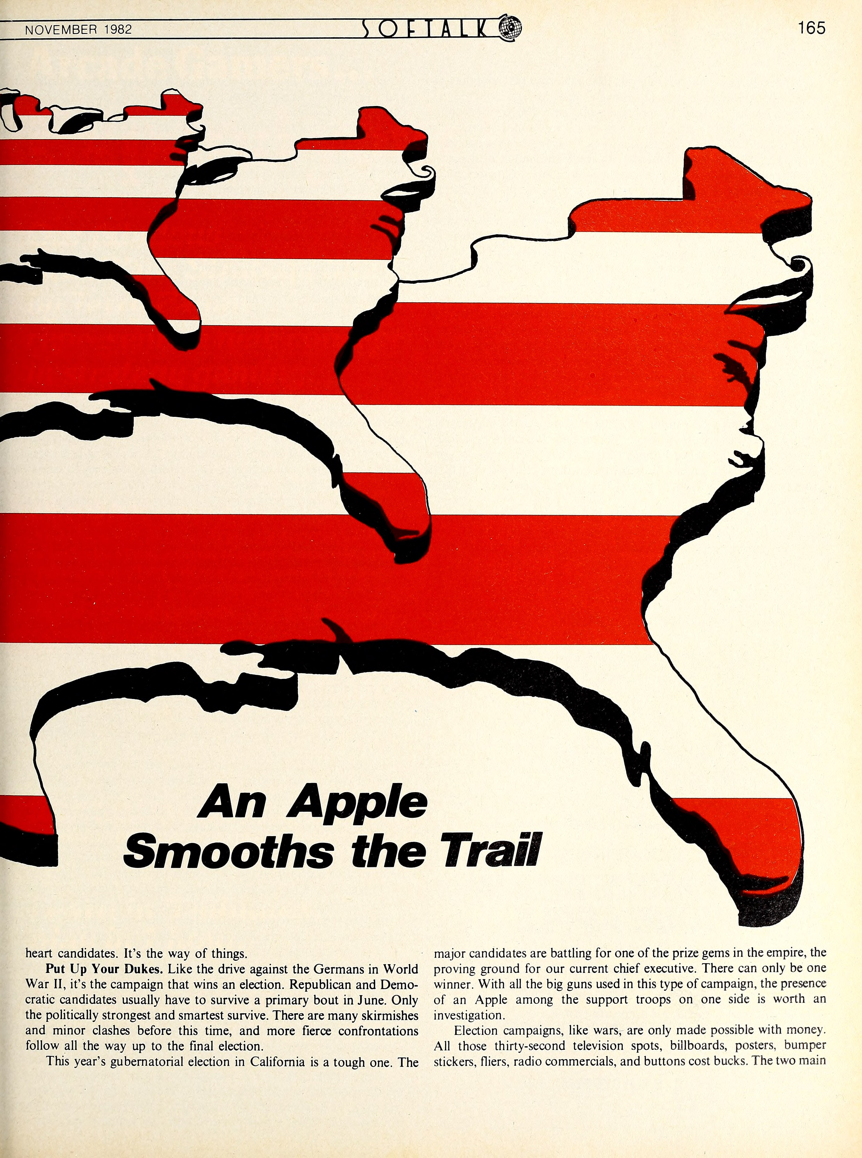 NOVEMBER 1982
SOFTALK
165
An Apple
Smooths the Trail
heart candidates. It's the way of things.
Put Up Your Dukes. Like the drive against the Germans in World
War II, it's the campaign that wins an election. Republican and Demo-
cratic candidates usually have to survive a primary bout in June. Only
the politically strongest and smartest survive. There are many skirmishes
and minor clashes before this time, and more fierce confrontations
follow all the way up to the final election.
This year's gubernatorial election in California is a tough one. The
major candidates are battling for one of the prize gems in the empire, the
proving ground for our current chief executive. There can only be one
winner. With all the big guns used in this type of campaign, the presence
of an Apple among the support troops on one side is worth an
investigation.
Election campaigns, like wars, are only made possible with money.
All those thirty-second television spots, billboards, posters, bumper
stickers, fliers, radio commercials, and buttons cost bucks. The two main